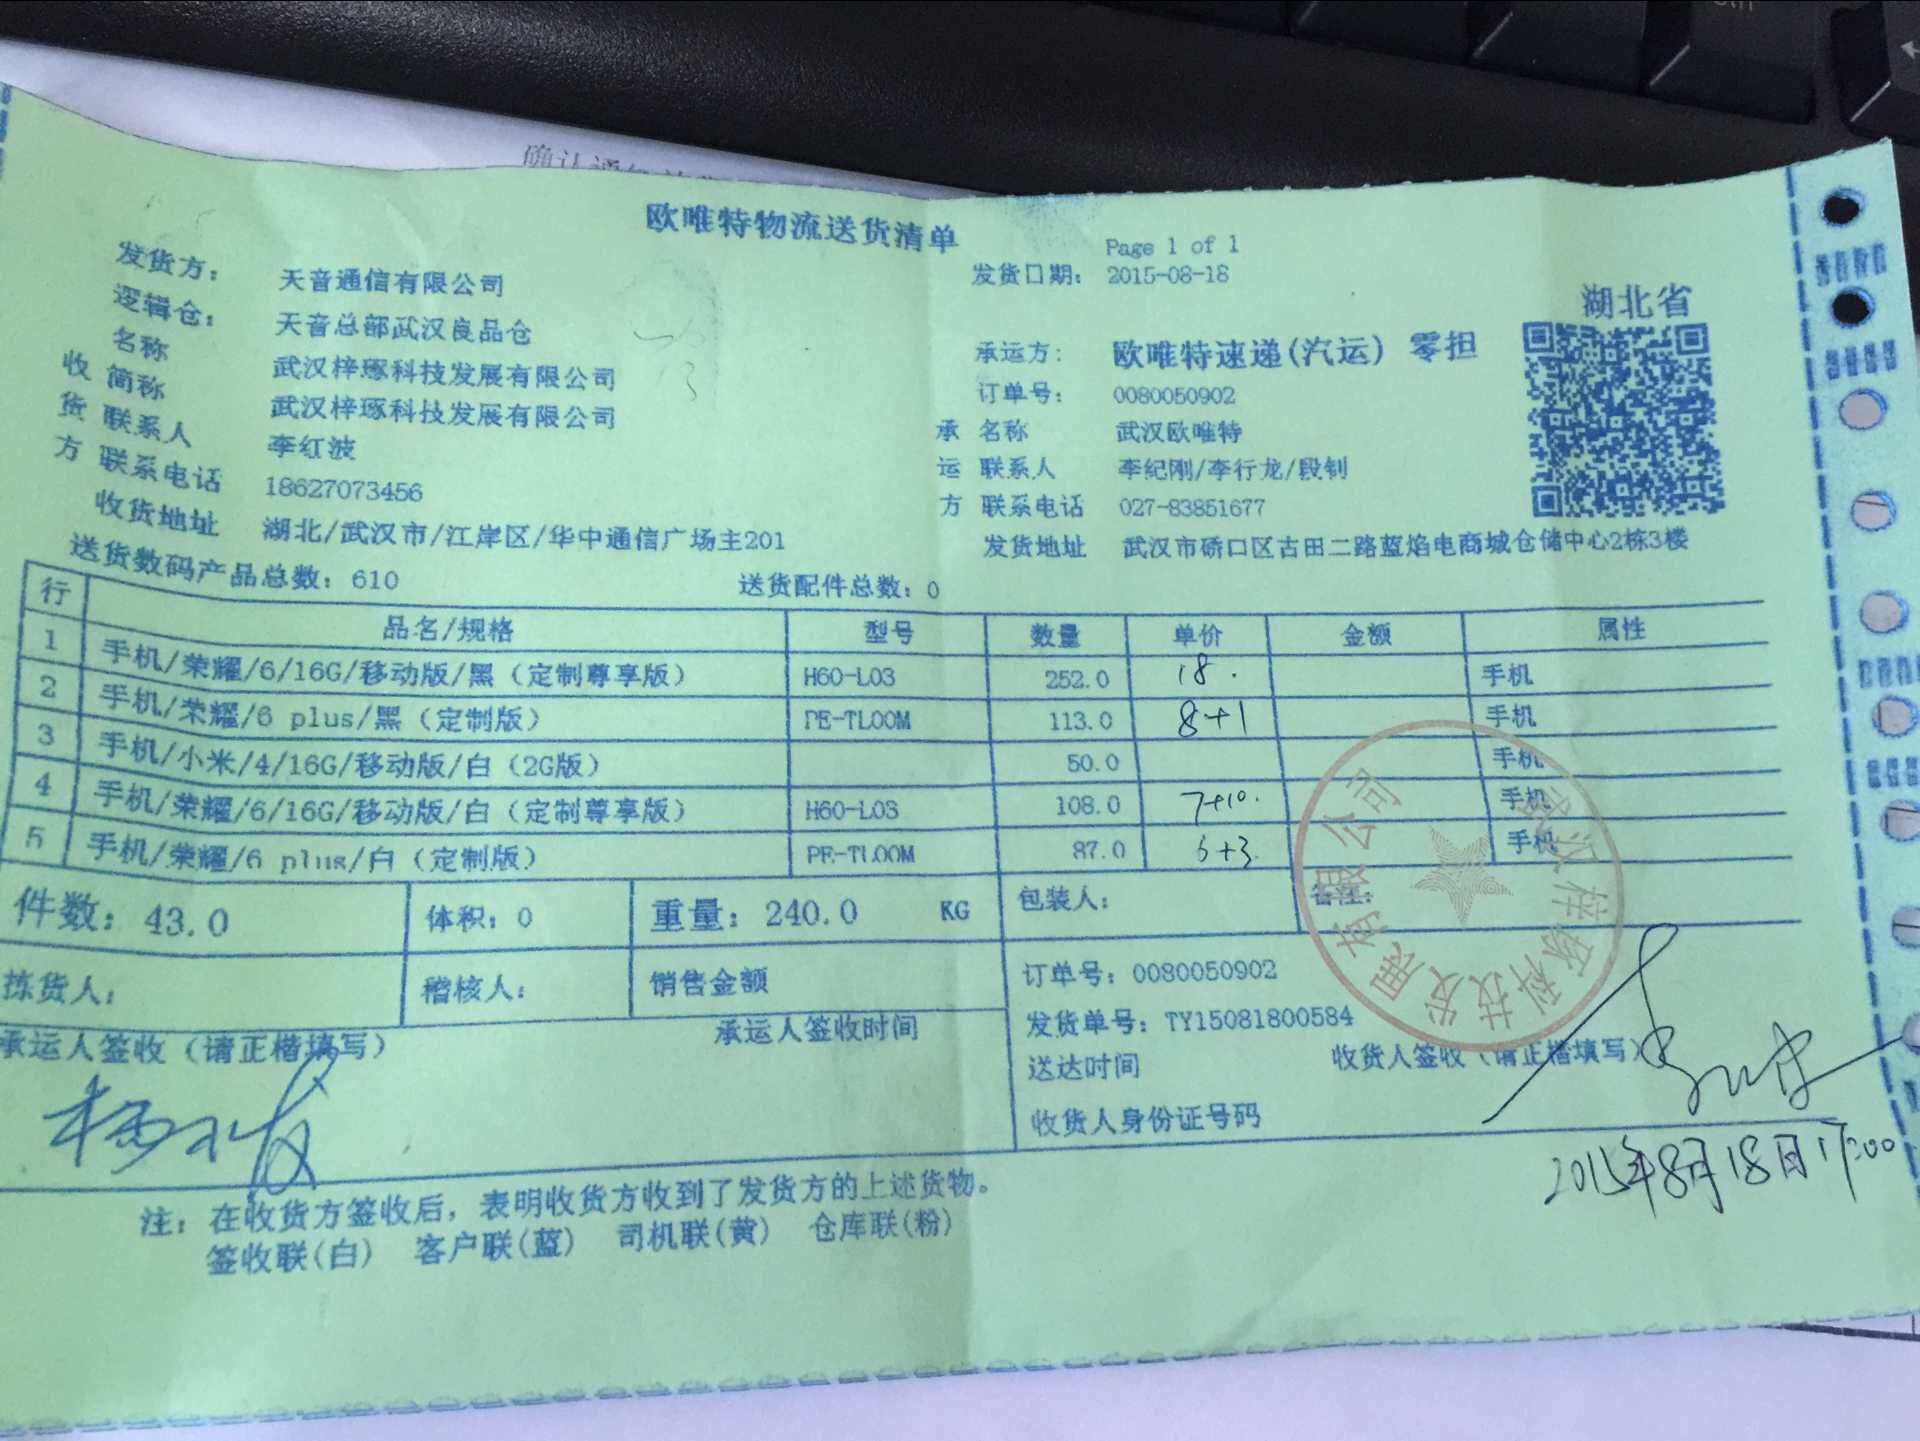 欧唯特物流送货清单
Page 1 of 1
发货方: 天音通信有限公司 发货日期: 2015-08-18
湖北省
逻辑仓: 天音总部武汉良品仓
承运方: 欧唯特速递(汽运) 零担
收货方
名称 武汉梓琢科技发展有限公司 订单号: 0080050902
简称 武汉梓琢科技发展有限公司 承运方 名称 武汉欧唯特
联系人 李红波 联系人 李纪刚/李行龙/段钊
联系电话 18627073456 联系电话 027-83851677
收货地址 湖北/武汉市/江岸区/华中通信广场主201 发货地址 武汉市硚口区古田二路蓝焰电商城仓储中心2栋3楼
送货数码产品总数: 610 送货配件总数: 0
行 品名/规格 型号 数量 单价 金额 属性
1 手机/荣耀/6/16G/移动版/黑(定制尊享版) H60-L03 252.0 18. 手机
2 手机/荣耀/6 plus/黑(定制版) PE-TL00M 113.0 8+1 手机
3 手机/小米/4/16G/移动版/白(2G版) 50.0 手机
4 手机/荣耀/6/16G/移动版/白(定制尊享版) H60-L03 108.0 7+10. 手机
5 手机/荣耀/6 plus/白(定制版) PE-TL00M 87.0 6+3. 手机
件数: 43.0 体积: 0 重量: 240.0 KG 包装人: 备注:
武汉梓琢科技发展有限公司
拣货人: 稽核人: 销售金额 订单号: 0080050902
发货单号: TY15081800584
承运人签收(请正楷填写) 承运人签收时间 送达时间 收货人签收(请正楷填写)
收货人身份证号码
2015年8月18日17:00
注: 在收货方签收后, 表明收货方收到了发货方的上述货物。
签收联(白) 客户联(蓝) 司机联(黄) 仓库联(粉)